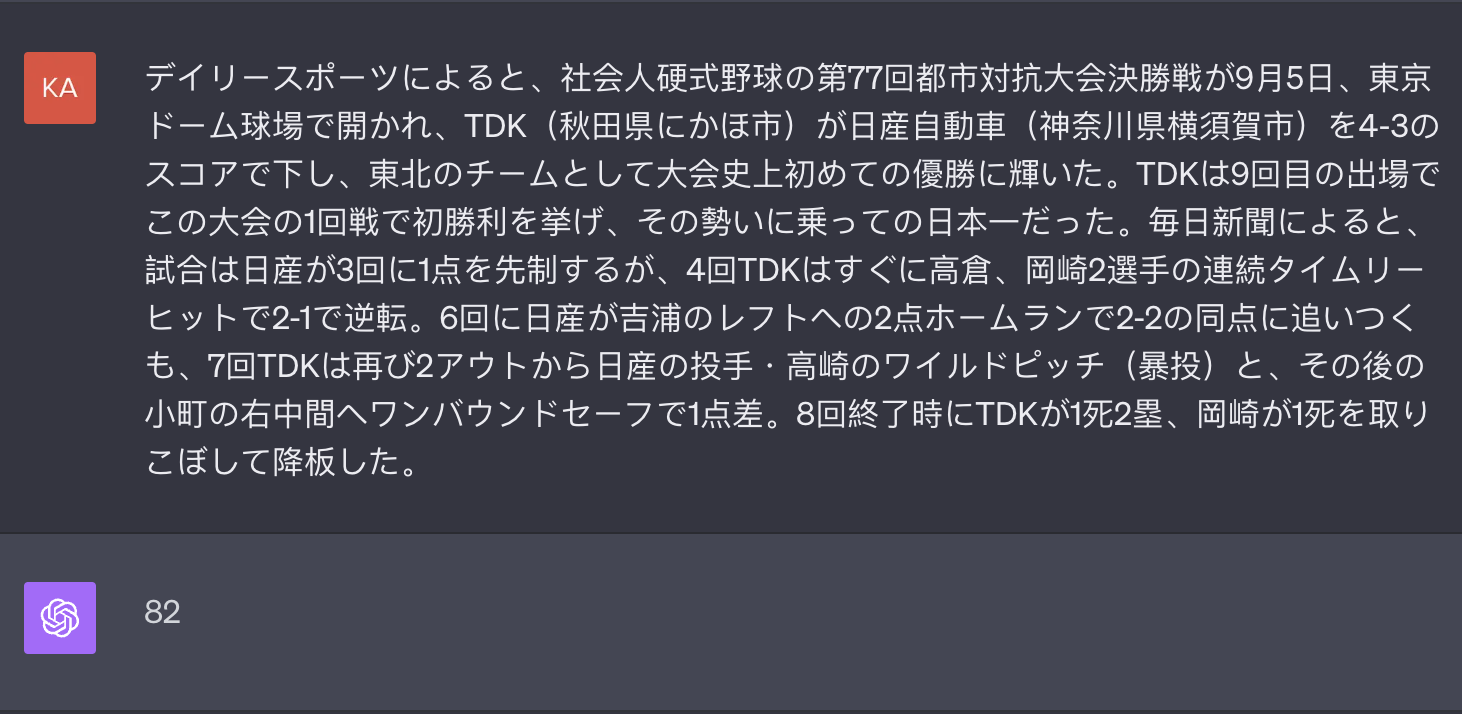 KA
デイリースポーツによると、社会人硬式野球の第77回都市対抗大会決勝戦が9月5日、東京
ドーム球場で開かれ、TDK（秋田県にかほ市）が日産自動車（神奈川県横須賀市）を4-3の
スコアで下し、東北のチームとして大会史上初めての優勝に輝いた。TDKは9回目の出場で
この大会の1回戦で初勝利を挙げ、その勢いに乗っての日本一だった。毎日新聞によると、
試合は日産が3回に1点を先制するが、4回TDKはすぐに高倉、岡崎2選手の連続タイムリー
ヒットで2-1で逆転。6回に日産が吉浦のレフトへの2点ホームランで2-2の同点に追いつく
も、7回TDKは再び2アウトから日産の投手・高崎のワイルドピッチ（暴投）と、その後の
小町の右中間へワンバウンドセーフで1点差。8回終了時にTDKが1死2塁、岡崎が1死を取り
こぼして降板した。
82